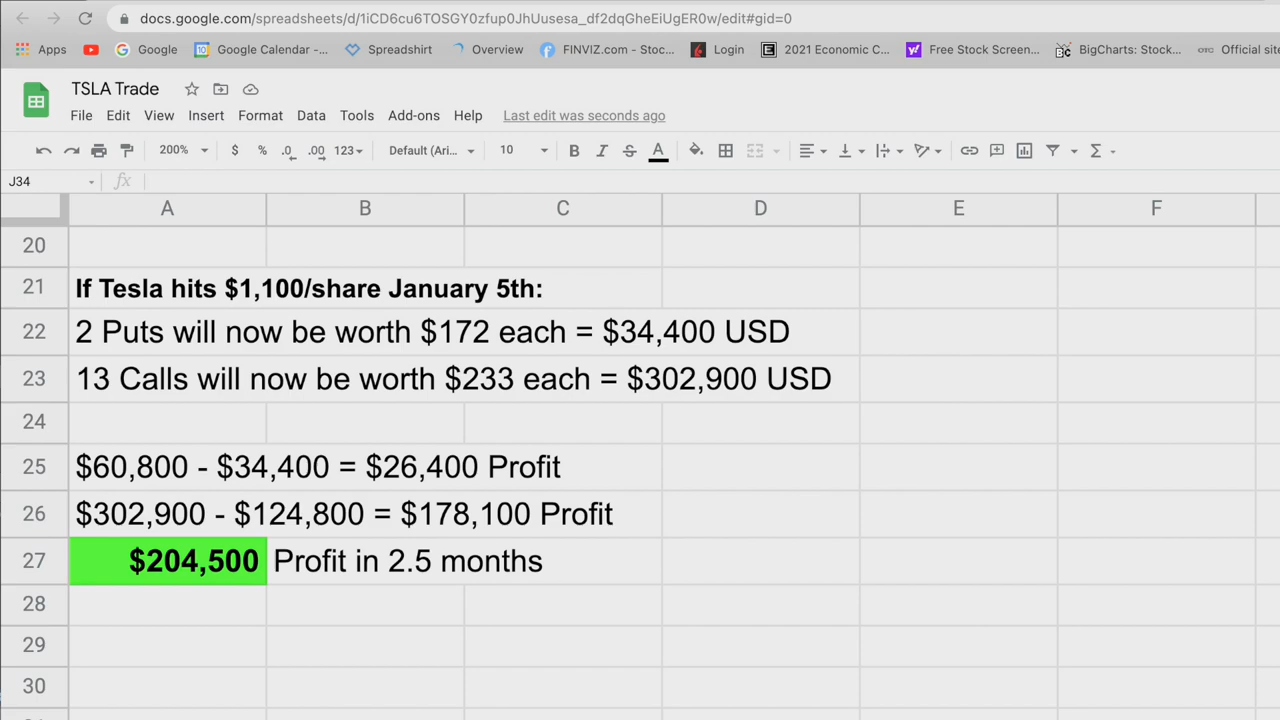 docs.google.com/spreadsheets/d/1iCD6cu6TOSGY0zfup0JhUusesa_df2dqGheEiUgER0w/edit#gid=0
Apps Google Google Calendar -... Spreadshirt Overview FINVIZ.com - Stoc... Login 2021 Economic C... Free Stock Screen... BigCharts: Stock... Official site
TSLA Trade
File Edit View Insert Format Data Tools Add-ons Help Last edit was seconds ago
200% $ % .0 .00 123 Default (Ari... 10 B I S A
J34 fx
A B C D E F
20
21 If Tesla hits $1,100/share January 5th:
22 2 Puts will now be worth $172 each = $34,400 USD
23 13 Calls will now be worth $233 each = $302,900 USD
24
25 $60,800 - $34,400 = $26,400 Profit
26 $302,900 - $124,800 = $178,100 Profit
27 $204,500 Profit in 2.5 months
28
29
30